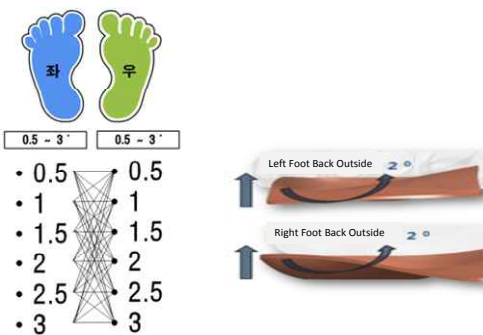 좌 우
0.5 ~ 3˚ 0.5 ~ 3˚
• 0.5 • 0.5
• 1 • 1
• 1.5 • 1.5
• 2 • 2
• 2.5 • 2.5
• 3 • 3
Left Foot Back Outside 2 °
Right Foot Back Outside 2 °